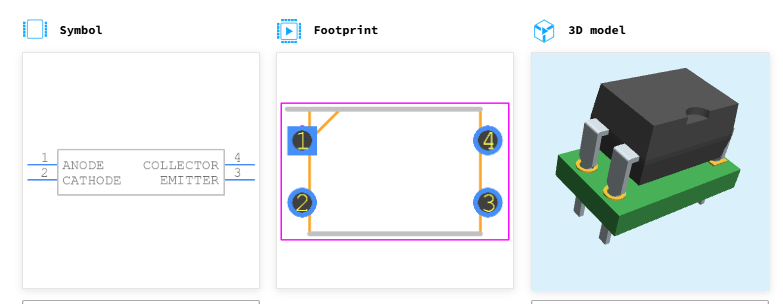 Symbol
Footprint
3D model
1 ANODE COLLECTOR 4
2 CATHODE EMITTER 3
1 4
2 3